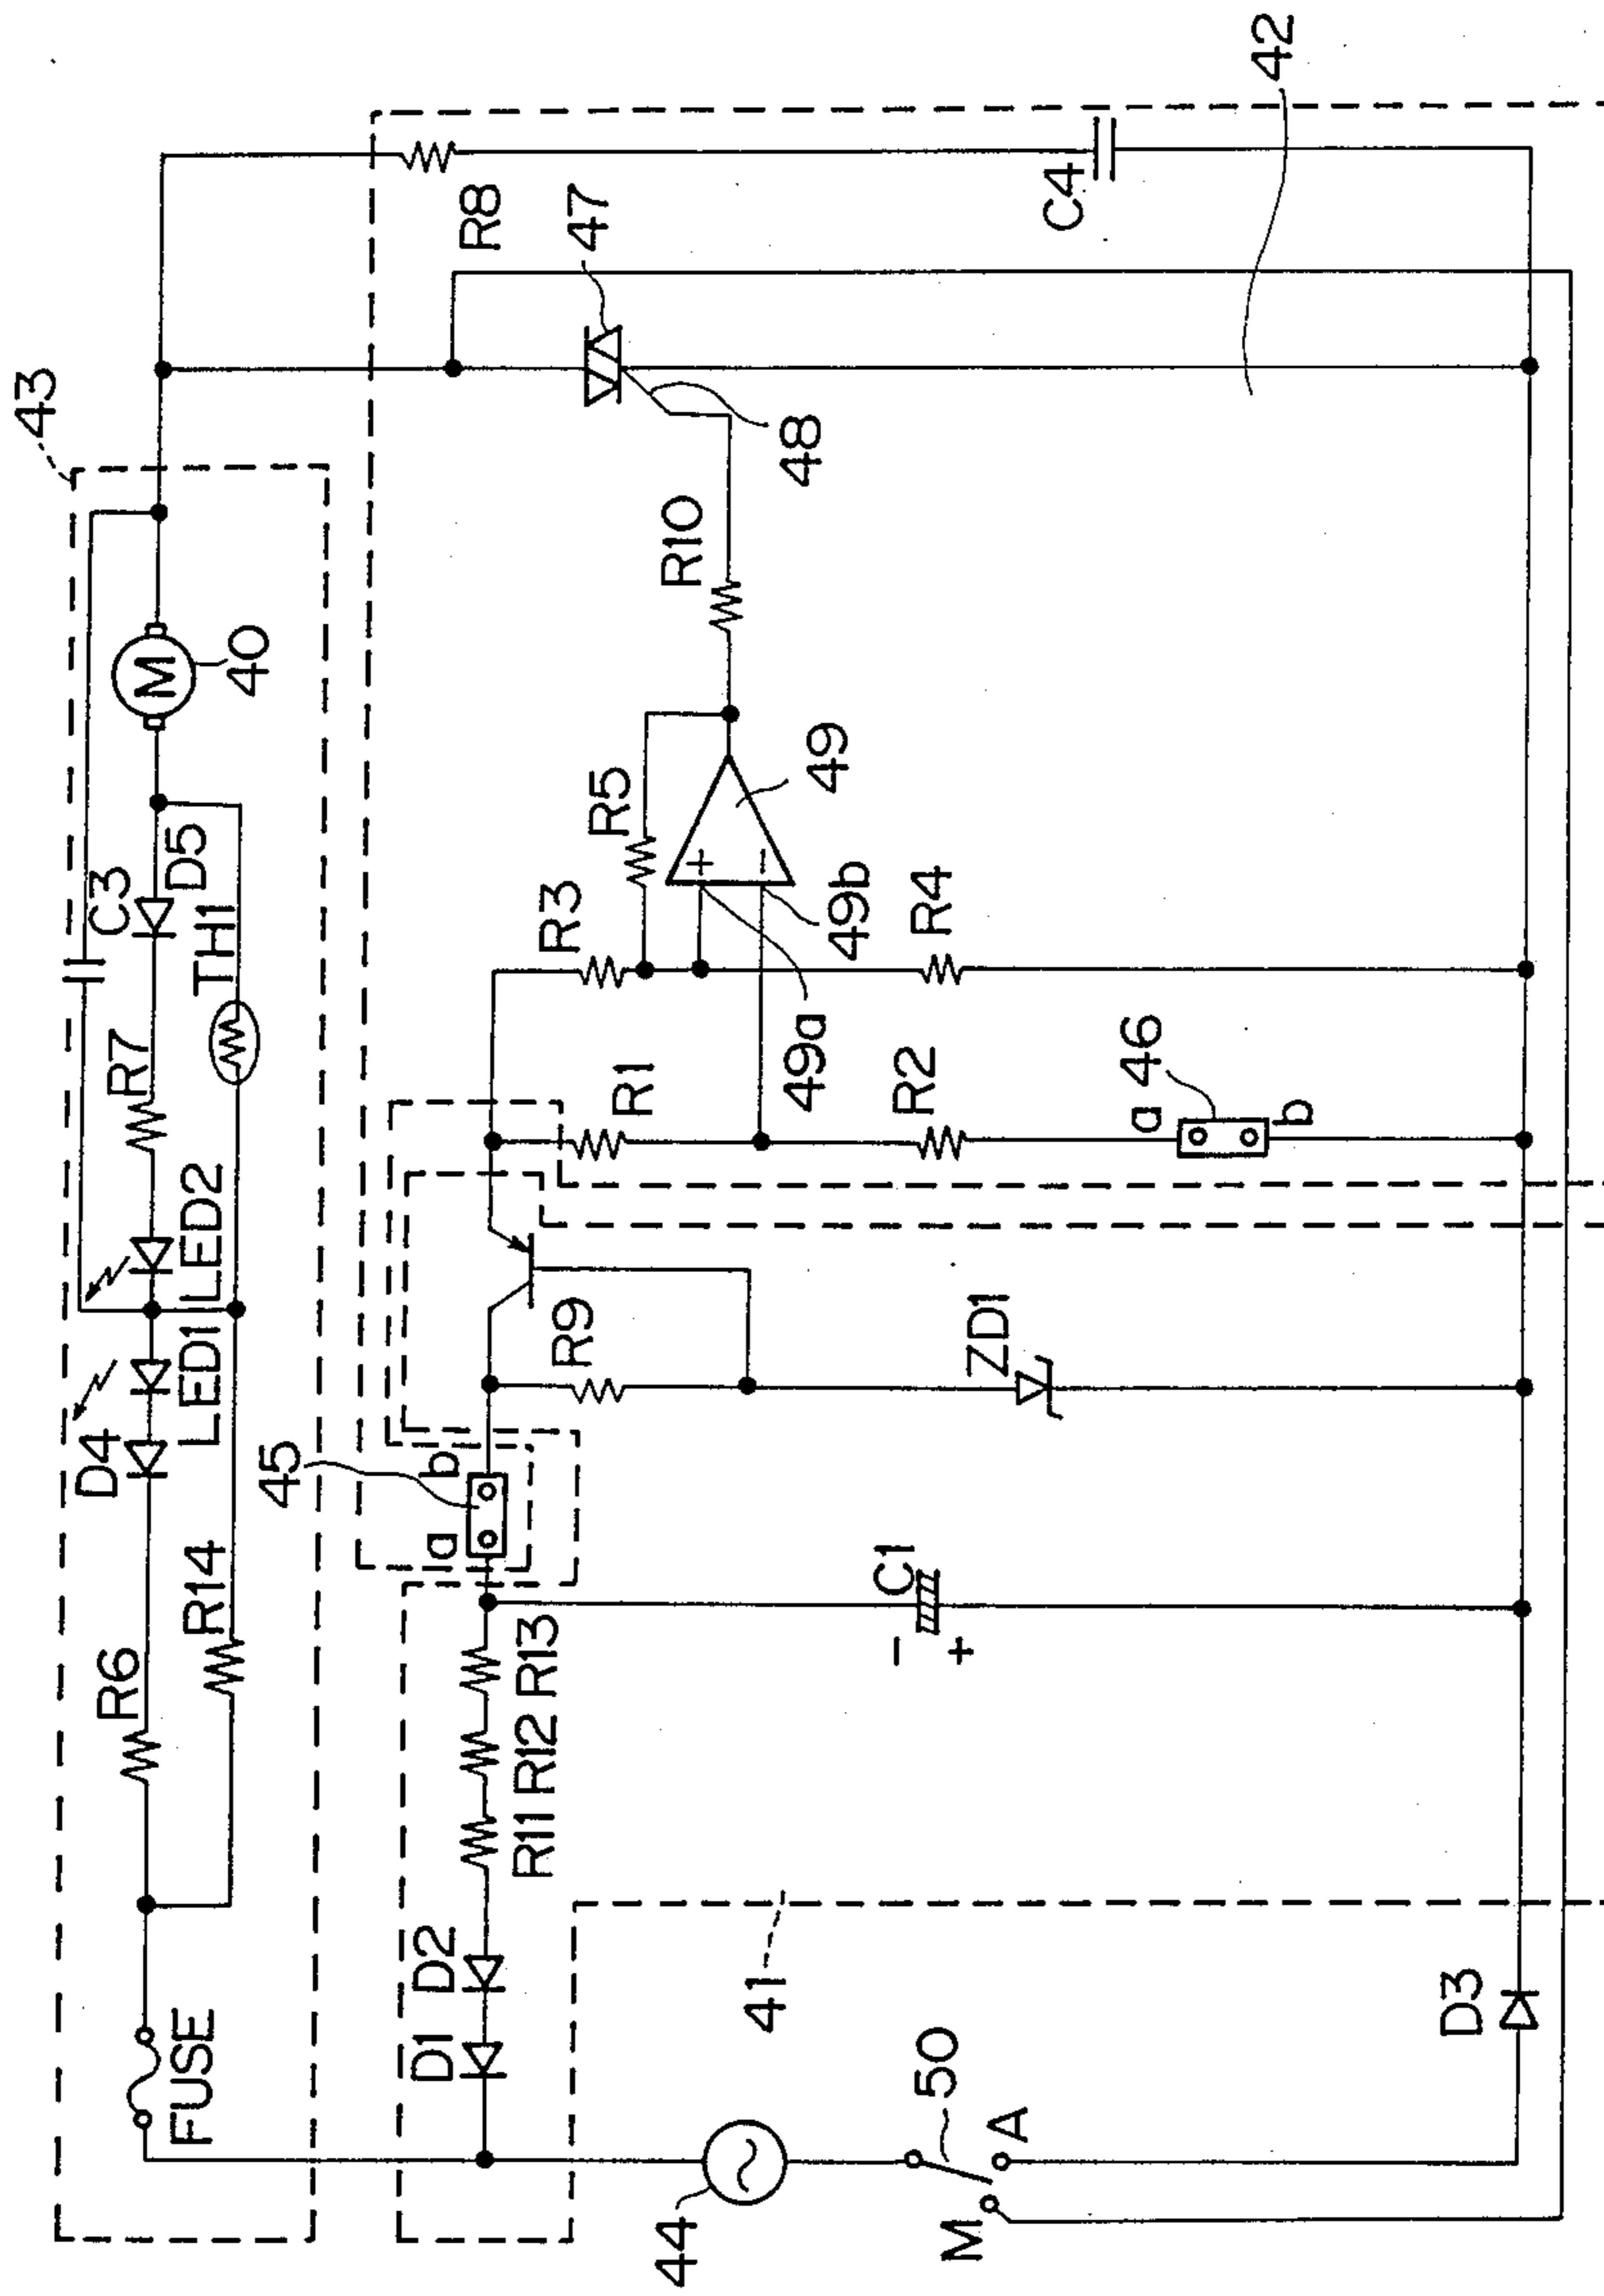 43
C3
40
M
D5
TH1
R7
LED2
LED1
D4
R6
R14
FUSE
42
R8
47
C4
48
R10
R5
49
+
−
49b
49a
R3
R4
R1
R2
46
a
b
R9
ZD1
45
a
b
C1
−
+
R11 R12 R13
D2
D1
41
44
50
M
A
D3